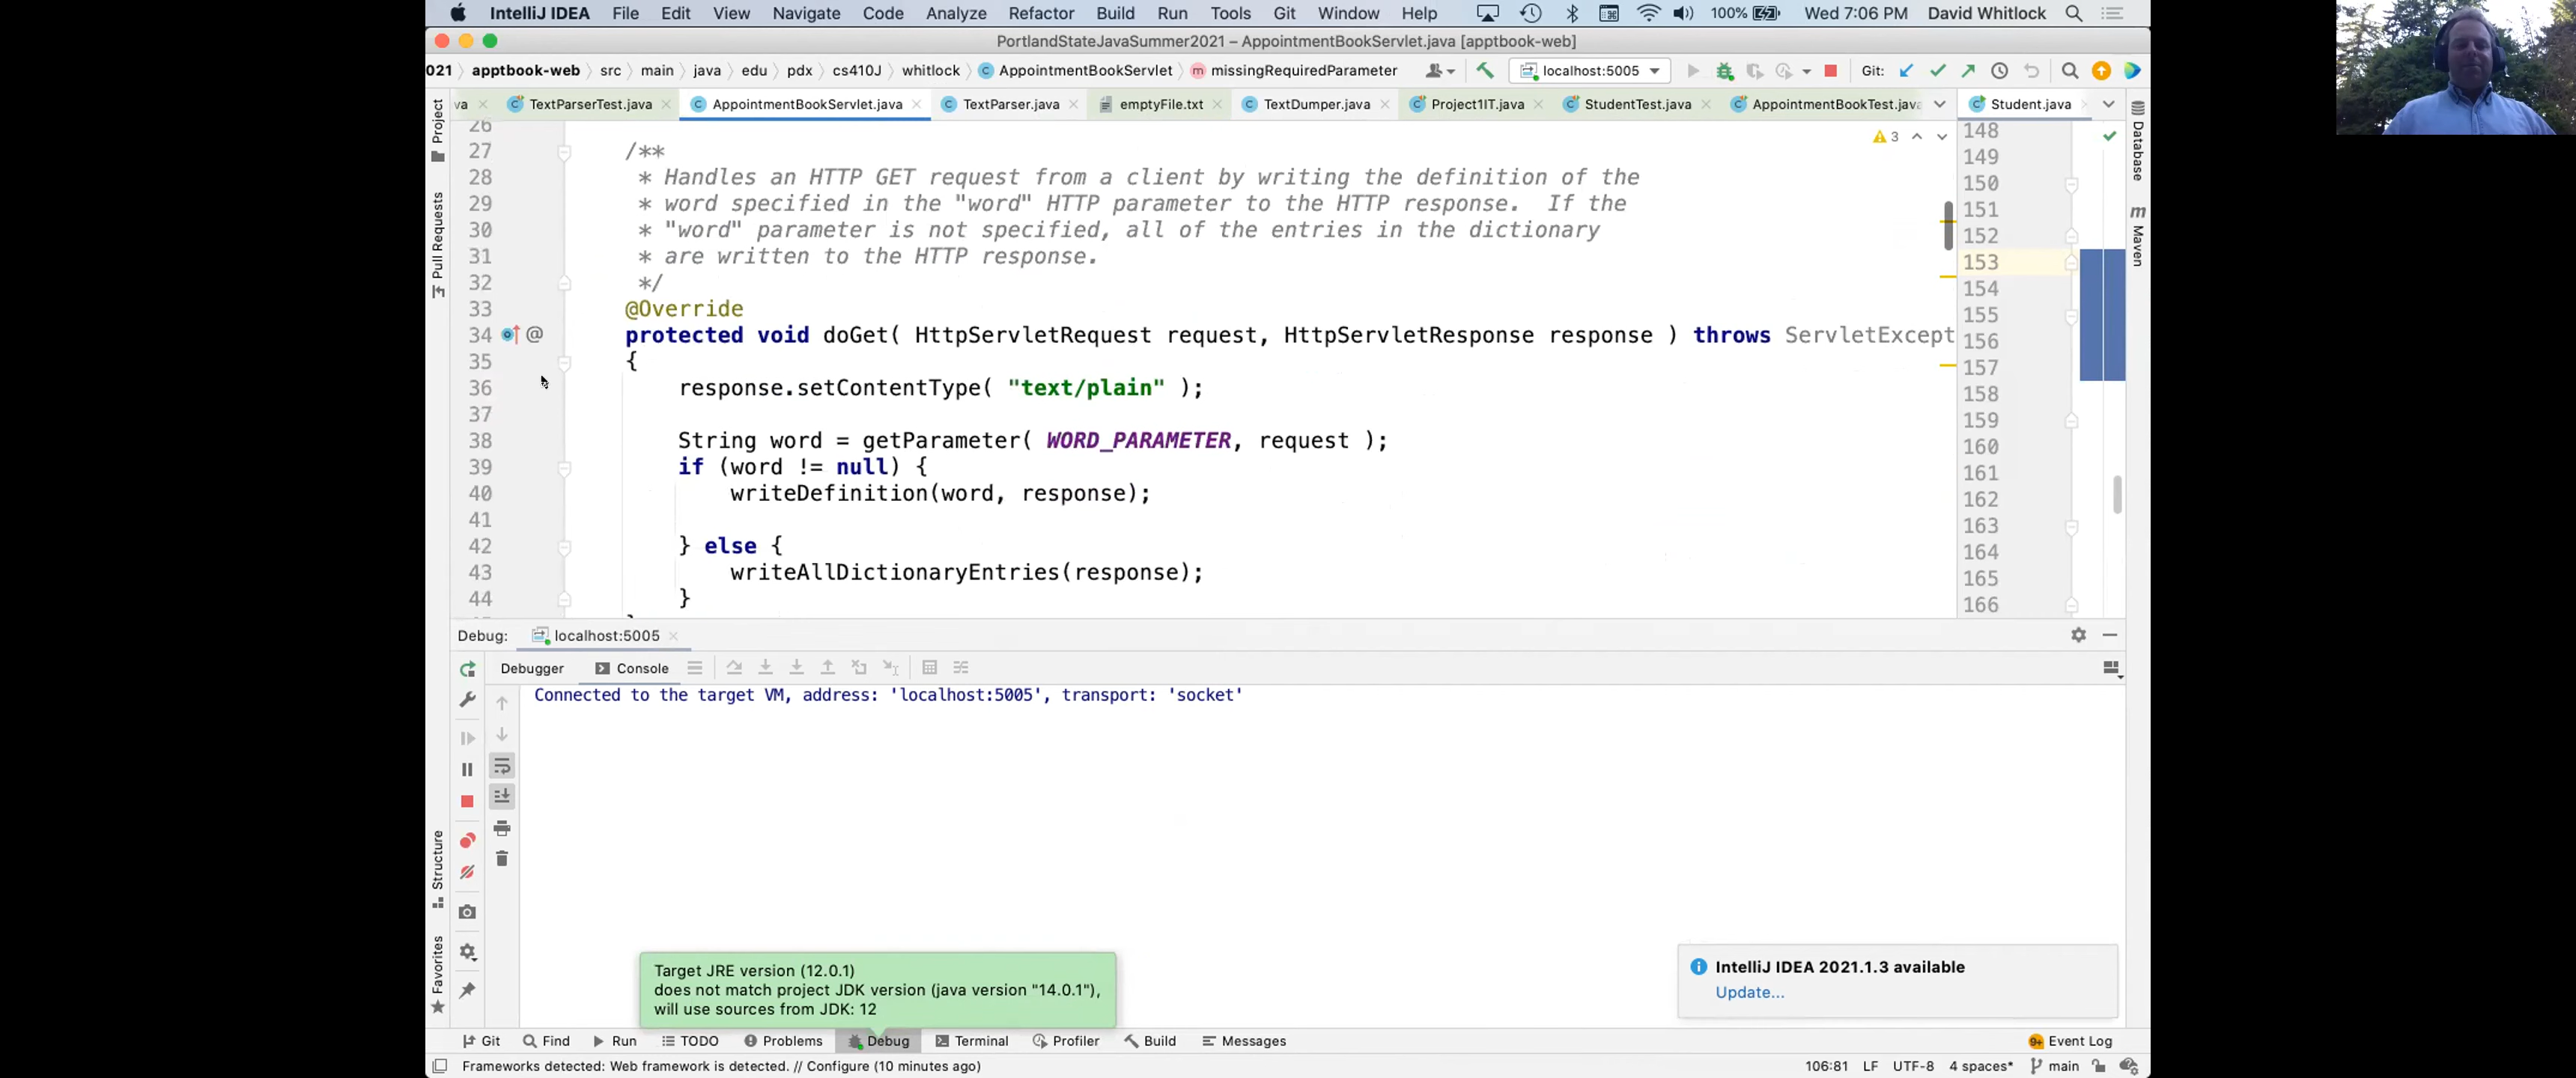 IntelliJ IDEA File Edit View Navigate Code Analyze Refactor Build Run Tools Git Window Help 100% Wed 7:06 PM David Whitlock
PortlandStateJavaSummer2021 – AppointmentBookServlet.java [apptbook-web]
021 apptbook-web src main java edu pdx cs410J whitlock AppointmentBookServlet missingRequiredParameter localhost:5005 Git:
va TextParserTest.java AppointmentBookServlet.java TextParser.java emptyFile.txt TextDumper.java Project1IT.java StudentTest.java AppointmentBookTest.java Student.java
Project
Pull Requests
Structure
Favorites
Database
Maven
3
26
27 /**
28 * Handles an HTTP GET request from a client by writing the definition of the
29 * word specified in the "word" HTTP parameter to the HTTP response.  If the
30 * "word" parameter is not specified, all of the entries in the dictionary
31 * are written to the HTTP response.
32 */
33 @Override
34 @ protected void doGet( HttpServletRequest request, HttpServletResponse response ) throws ServletExcept
35 {
36 response.setContentType( "text/plain" );
37
38 String word = getParameter( WORD_PARAMETER, request );
39 if (word != null) {
40 writeDefinition(word, response);
41
42 } else {
43 writeAllDictionaryEntries(response);
44 }
148
149
150
151
152
153
154
155
156
157
158
159
160
161
162
163
164
165
166
Debug: localhost:5005
Debugger Console
Connected to the target VM, address: 'localhost:5005', transport: 'socket'
Target JRE version (12.0.1)
does not match project JDK version (java version "14.0.1"),
will use sources from JDK: 12
IntelliJ IDEA 2021.1.3 available
Update...
Git Find Run TODO Problems Debug Terminal Profiler Build Messages 9+ Event Log
Frameworks detected: Web framework is detected. // Configure (10 minutes ago) 106:81 LF UTF-8 4 spaces* main